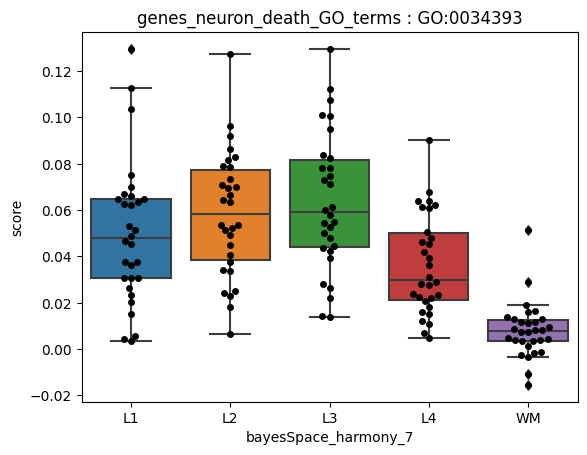 genes_neuron_death_GO_terms : GO:0034393
0.12
0.10
0.08
0.06
0.04
0.02
0.00
−0.02
score
L1 L2 L3 L4 WM
bayesSpace_harmony_7